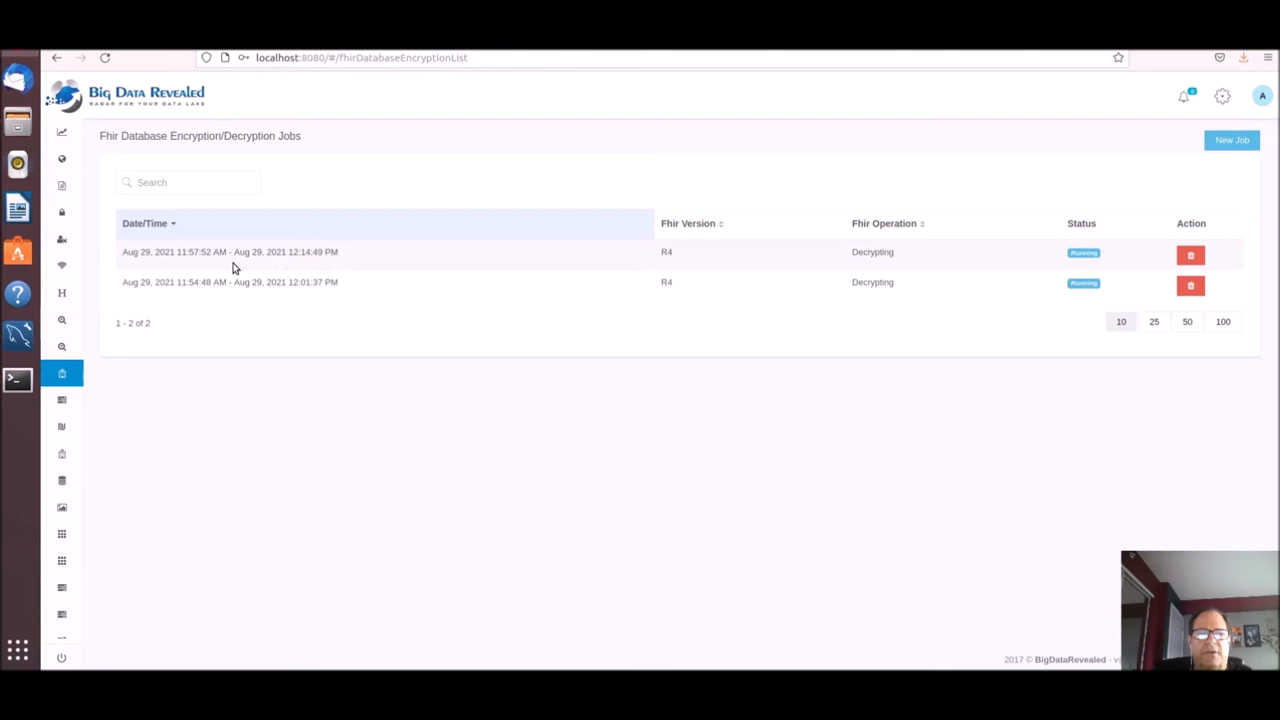 localhost:8080/#/fhirDatabaseEncryptionList
BIG DATA REVEALED
RADAR FOR YOUR DATA LAKE
0
A
Fhir Database Encryption/Decryption Jobs
New Job
Search
Date/Time Fhir Version Fhir Operation Status Action
Aug 29, 2021 11:57:52 AM - Aug 29, 2021 12:14:49 PM R4 Decrypting Running
Aug 29, 2021 11:54:48 AM - Aug 29, 2021 12:01:37 PM R4 Decrypting Running
1 - 2 of 2
10 25 50 100
H
2017 © BigDataRevealed